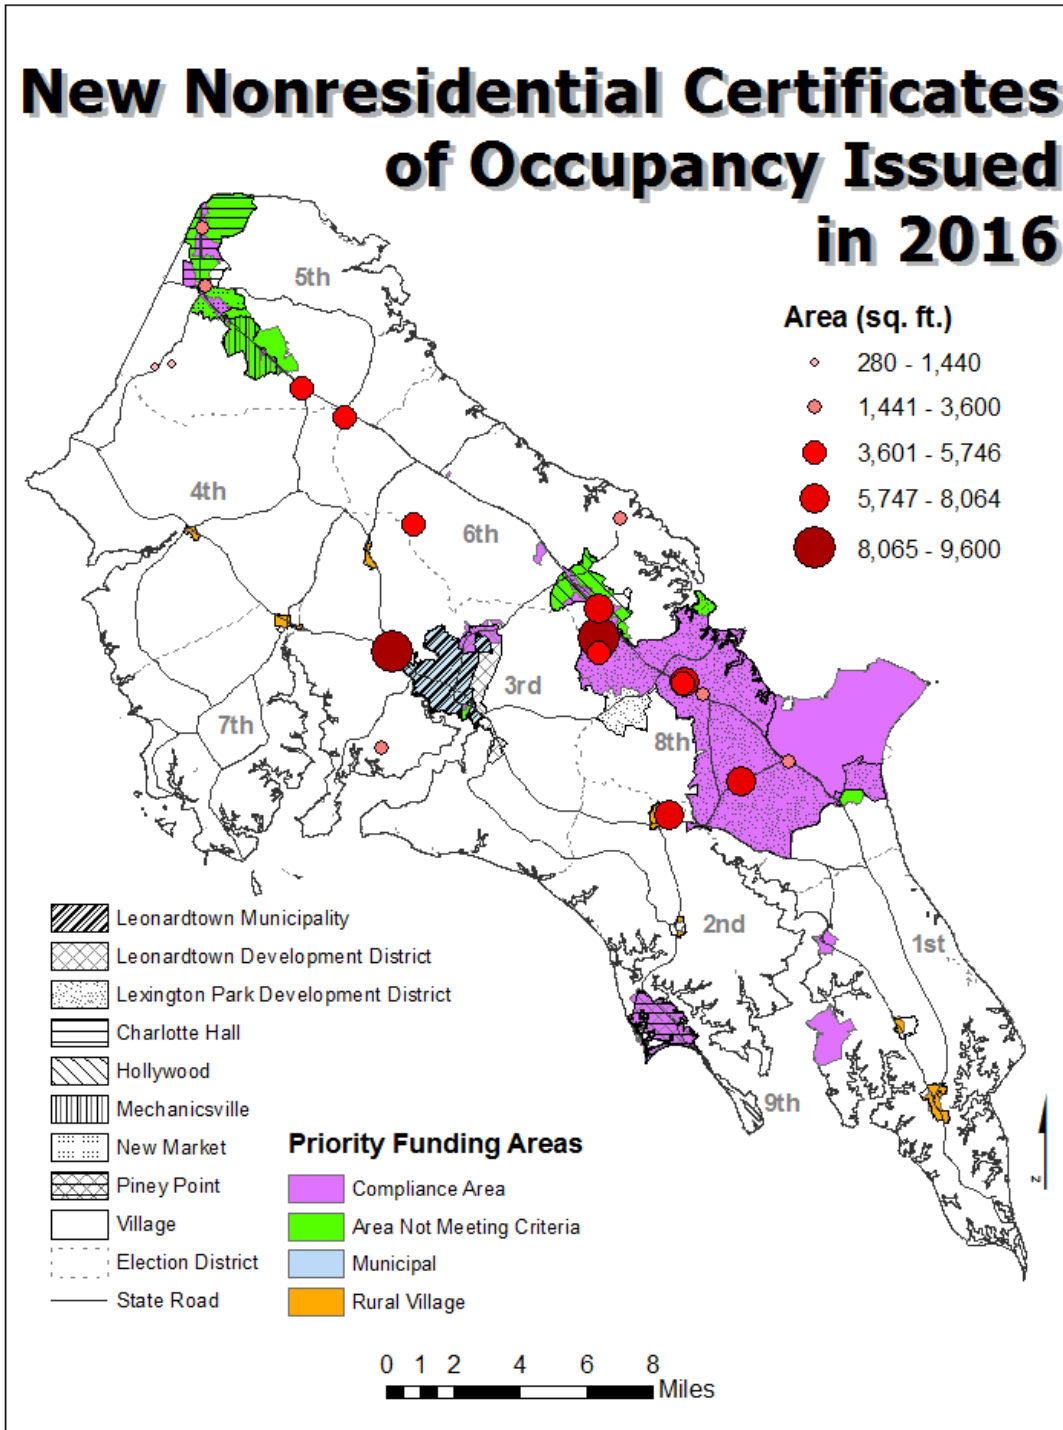 New Nonresidential Certificates
of Occupancy Issued
in 2016
Area (sq. ft.)
280 - 1,440
1,441 - 3,600
3,601 - 5,746
5,747 - 8,064
8,065 - 9,600
5th
4th
6th
3rd
7th
8th
2nd
1st
9th
Leonardtown Municipality
Leonardtown Development District
Lexington Park Development District
Charlotte Hall
Hollywood
Mechanicsville
New Market
Piney Point
Village
Election District
State Road
Priority Funding Areas
Compliance Area
Area Not Meeting Criteria
Municipal
Rural Village
z
0 1 2 4 6 8
Miles